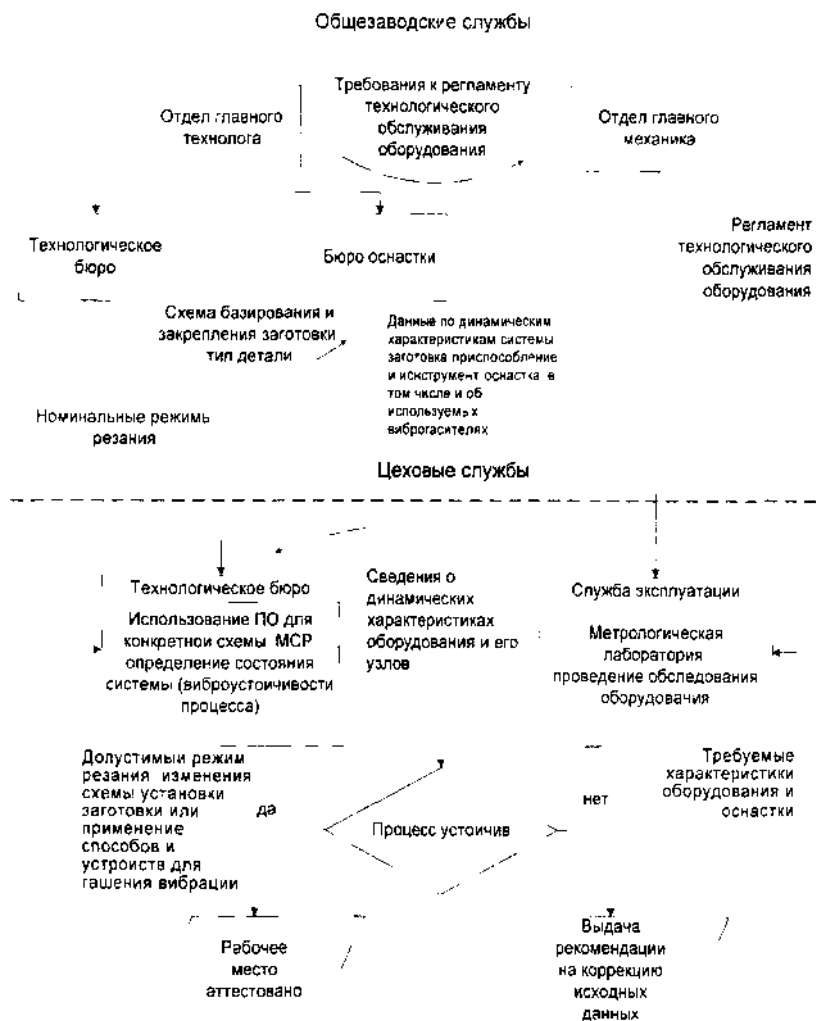 Общезаводские службы
Отдел главного
технолога
Требования к регламенту
технологического
обслуживания
оборудования
Отдел главного
механика
Технологическое
бюро
Бюро оснастки
Регламент
технологического
обслуживания
оборудования
Схема базирования и
закрепления заготовки
тип детали
Данные по динамическим
характеристикам системы
заготовка приспособление
и иснструмент оснастка в
том числе и об
используемых
виброгасителях
Номинальные режимы
резания
Цеховые службы
Технологическое бюро
Использование ПО для
конкретной схемы МСР
определение состояния
системы (виброустоичивости
процесса)
Сведения о
динамических
характеристиках
оборудования и его
узлов
Служба эксплуатации
Метрологическая
лаборатория
проведение обследования
оборудования
Допустимый режим
резания изменения
схемы установки
заготовки или
применение
способов и
устройств для
гашения вибрации
да
Процесс устоичив
нет
Требуемые
характеристики
оборудования и
оснастки
Рабочее
место
аттестовано
Выдача
рекомендации
на коррекцию
исходных
данных